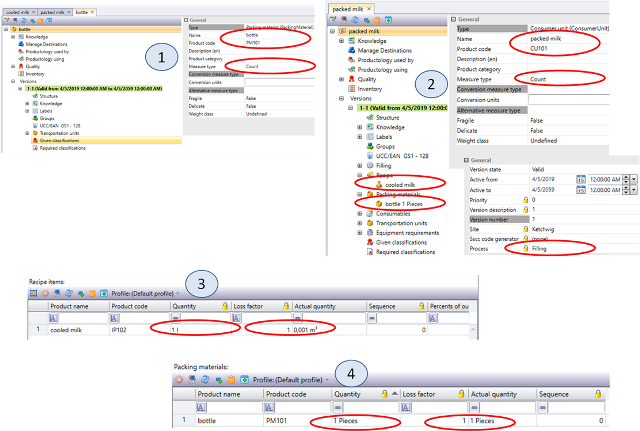 cooled milk
packed milk
bottle
bottle
Knowledge
Manage Destinations
Productology used by
Productology using
Quality
Inventory
Versions
1-1 (Valid from 4/5/2019 12:00:00 AM to 4/5/2059 12:00:00 AM)
Structure
Knowledge
Labels
Groups
UCC/EAN GS1 - 128
Transportation units
Given classifications
Required classifications
1
General
Type Packing material (PackingMaterial)
Name bottle
Product code PM101
Description (en)
Product category
Measure type Count
Conversion measure type
Conversion units
Alternative measure type
Fragile False
Delicate False
Weight class Undefined
packed milk
packed milk
Knowledge
Manage Destinations
Productology used by
Productology using
Quality
Inventory
Versions
1-1 (Valid from 4/5/2019 12:00:0
Structure
Knowledge
Labels
Groups
UCC/EAN GS1 - 128
Filling
Recipe
cooled milk
Packing materials
bottle 1 Pieces
Consumables
Transportation units
Equipment requirements
Given classifications
Required classifications
2
General
Type Consumer unit (ConsumerUnit)
Name packed milk
Product code CU101
Description (en)
Product category
Measure type Count
Conversion measure type
Conversion units
Alternative measure type
Fragile False
Delicate False
Weight class Undefined
General
Version state Valid
Active from 4/5/2019 15 12:00:00 AM
Active to 4/5/2059 15 12:00:00 AM
Priority 0
Version description 1
Version number 1
Site Ketchwig
Sscc code generator (none)
Process Filling
Recipe items:
3
Profile: (Default profile)
Product name Product code Quantity Loss factor Actual quantity Sequence Percents of ou
1 cooled milk IP102 1 l 1 0,001 m³ 0
Packing materials:
4
Profile: (Default profile)
Product name Product code Quantity Loss factor Actual quantity Sequence
1 bottle PM101 1 Pieces 1 1 Pieces 0